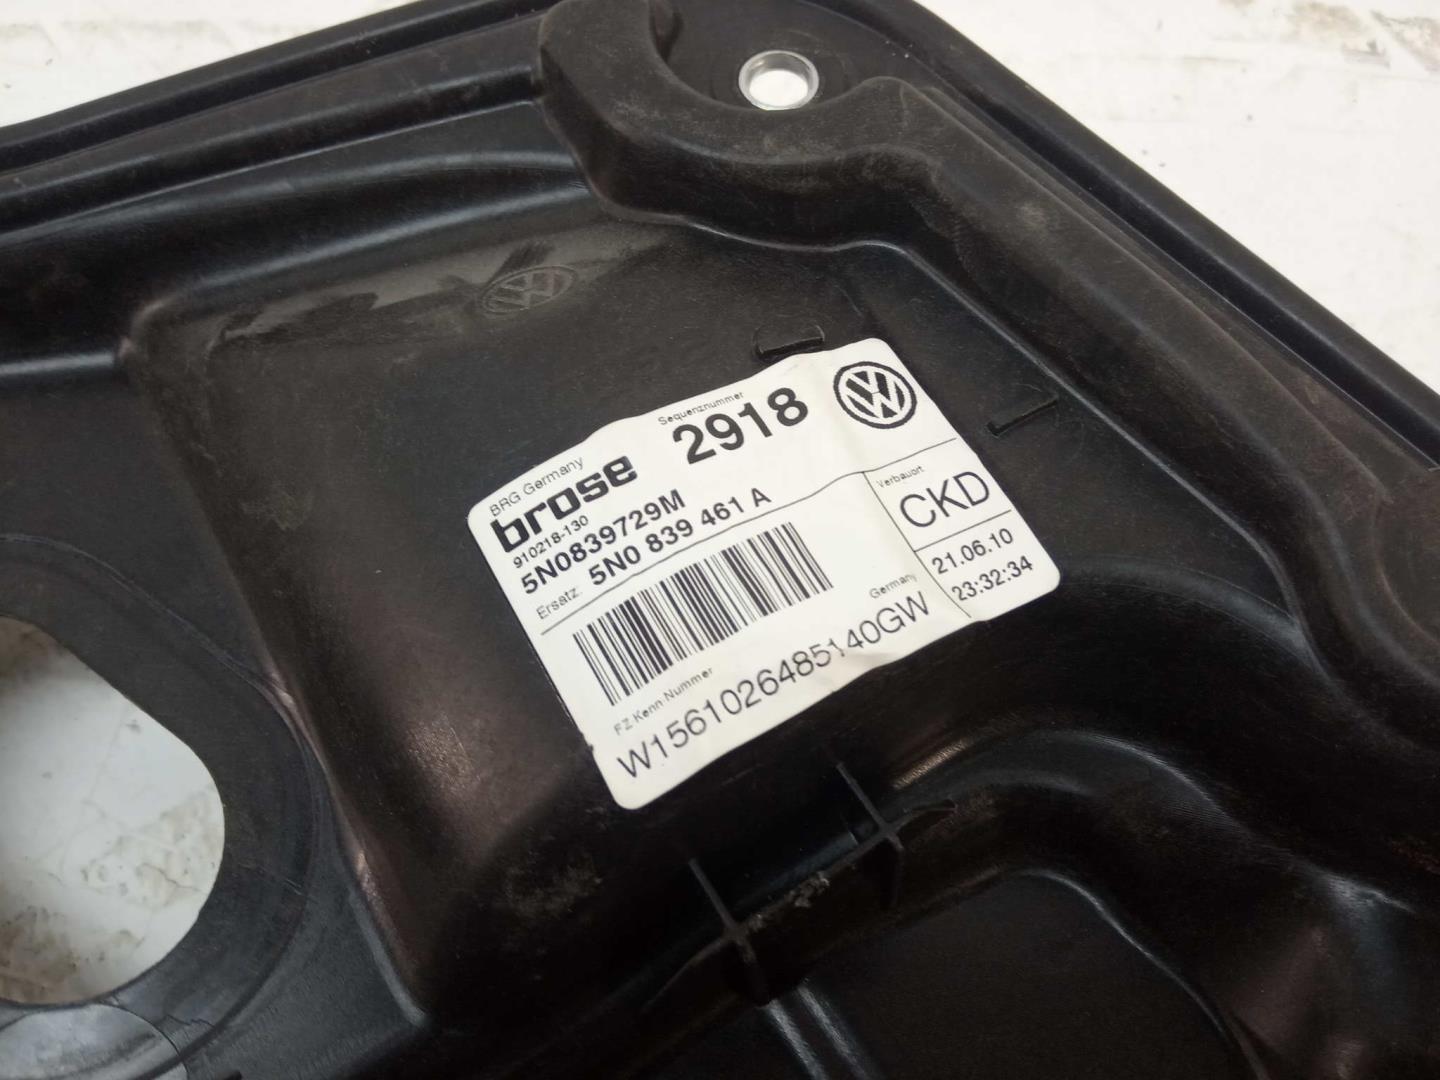 BRG Germany
brose
910218-130
5N0839729M
Ersatz: 5N0 839 461 A
Sequenznummer
2918
Verbauort
CKD
21.06.10
23:32:34
Germany
FZ Kenn Nummer
W1561026485140GW